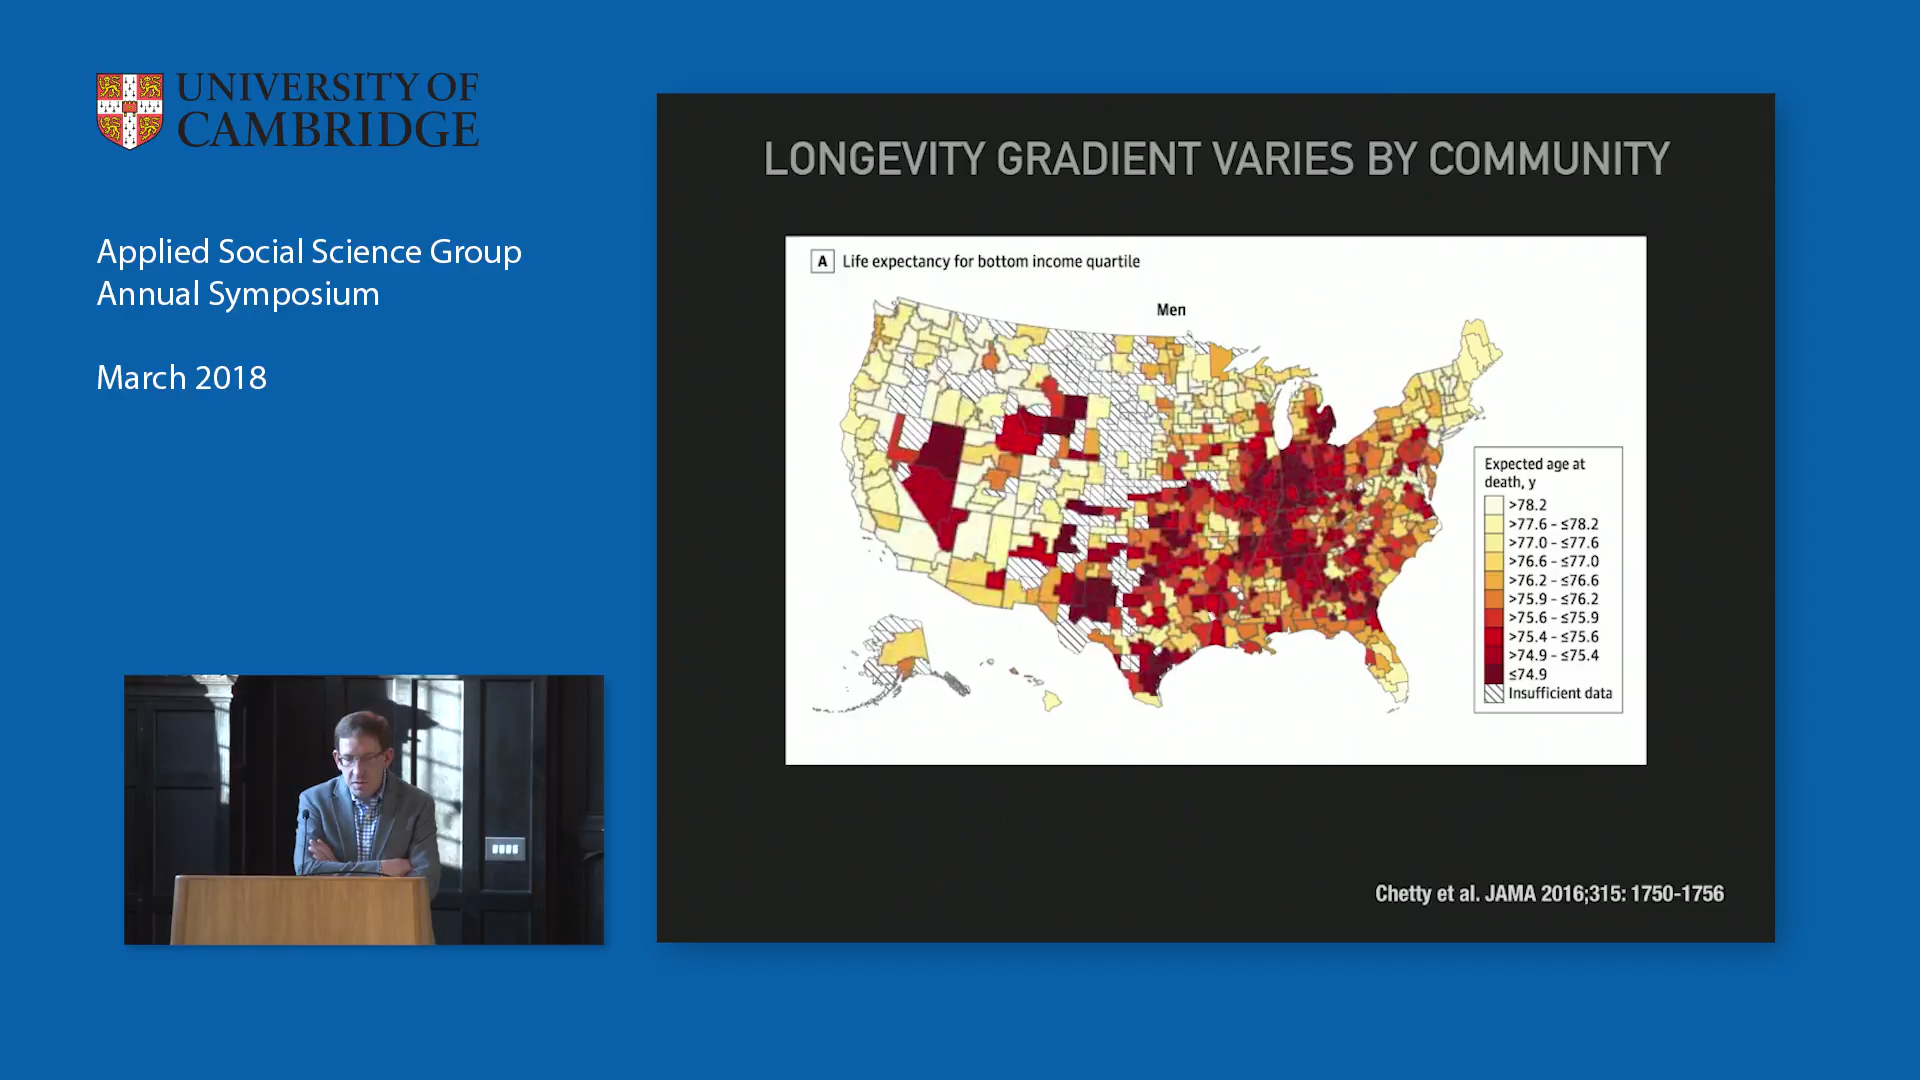 UNIVERSITY OF
CAMBRIDGE
Applied Social Science Group
Annual Symposium
March 2018
LONGEVITY GRADIENT VARIES BY COMMUNITY
A Life expectancy for bottom income quartile
Men
Expected age at
death, y
>78.2
>77.6 – ≤78.2
>77.0 – ≤77.6
>76.6 – ≤77.0
>76.2 – ≤76.6
>75.9 – ≤76.2
>75.6 – ≤75.9
>75.4 – ≤75.6
>74.9 – ≤75.4
≤74.9
Insufficient data
Chetty et al. JAMA 2016;315: 1750-1756